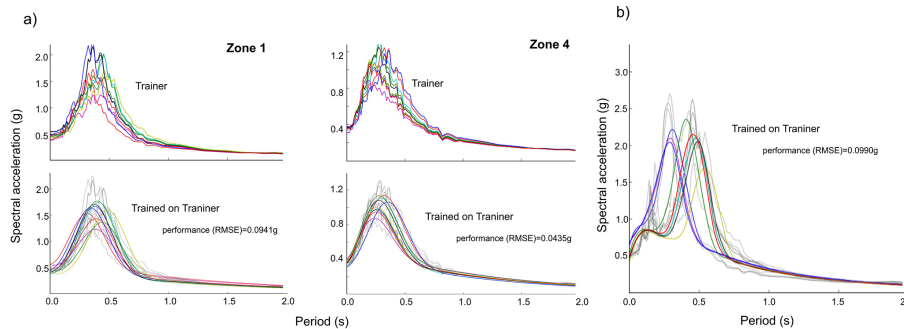 a)
Zone 1
Zone 4
b)
Spectral acceleration (g)
2.0
1.5
1.0
0.5
Trainer
1.2
0.8
0.4
Trainer
2.0
1.5
1.0
0.5
Trained on Traniner
performance (RMSE)=0.0941g
0.0
0.5
1.0
1.5
2.0
1.2
0.8
0.4
Trained on Traniner
performance (RMSE)=0.0435g
0.0
0.5
1.0
1.5
2.0
Period (s)
Spectral acceleration (g)
3.0
2.5
2.0
1.5
1.0
0.5
Trained on Traniner
performance (RMSE)=0.0990g
0.0
0.5
1.0
1.5
2.0
Period (s)